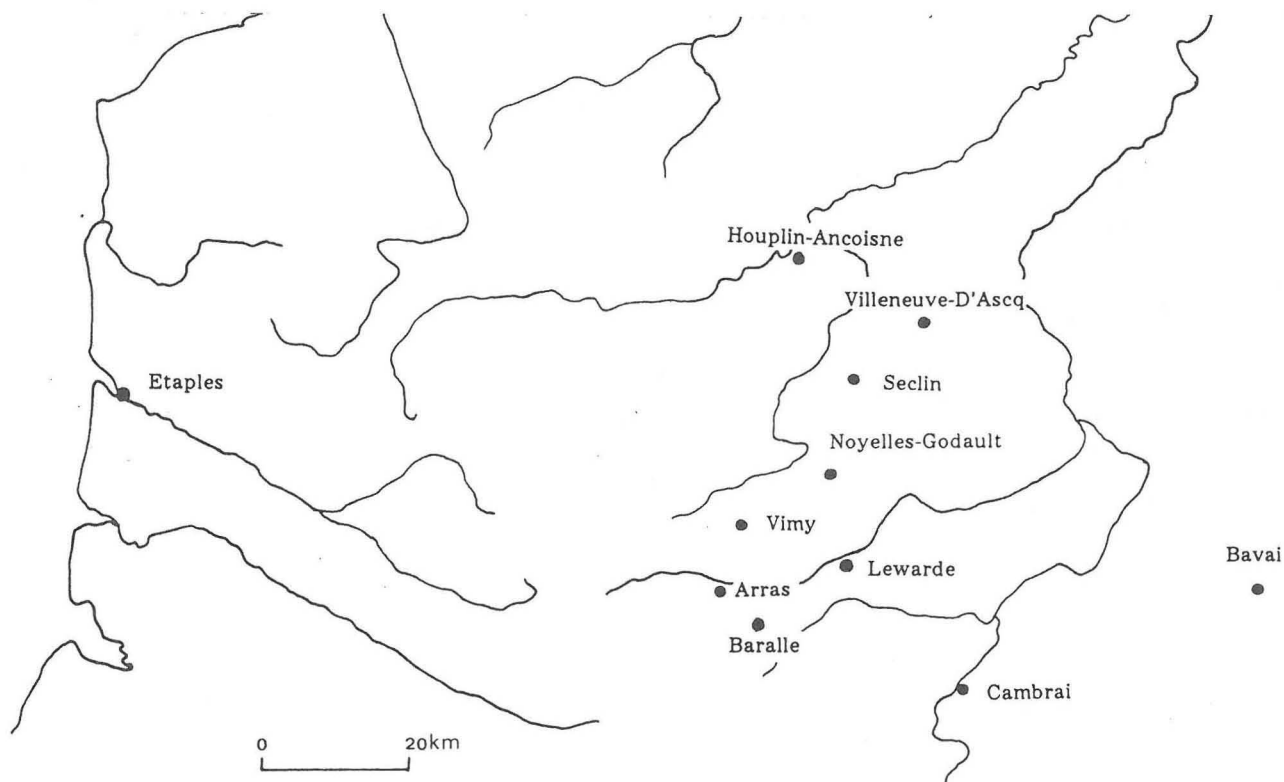 Houplin-Ancoisne
Villeneuve-D'Ascq
Etaples
Seclin
Noyelles-Godault
Vimy
Bavai
Lewarde
Arras
Baralle
Cambrai
0 20km